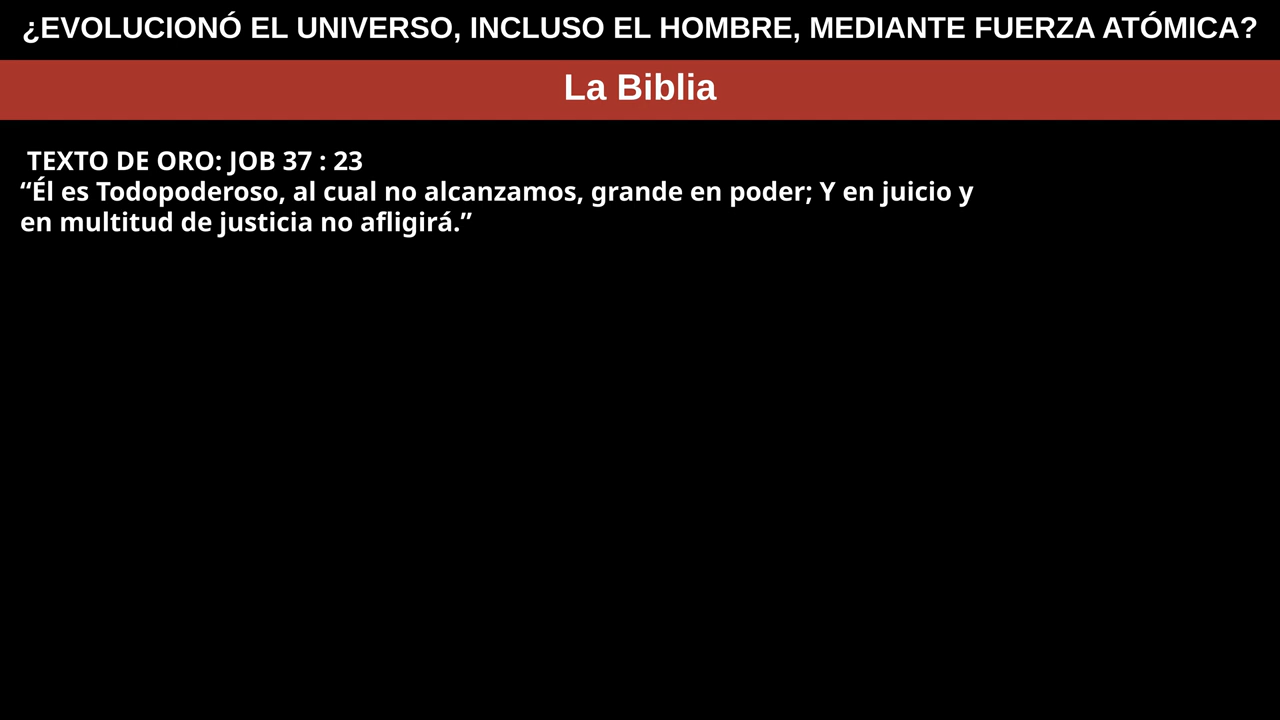 ¿EVOLUCIONÓ EL UNIVERSO, INCLUSO EL HOMBRE, MEDIANTE FUERZA ATÓMICA?
La Biblia
TEXTO DE ORO: JOB 37 : 23
“Él es Todopoderoso, al cual no alcanzamos, grande en poder; Y en juicio y
en multitud de justicia no afligirá.”